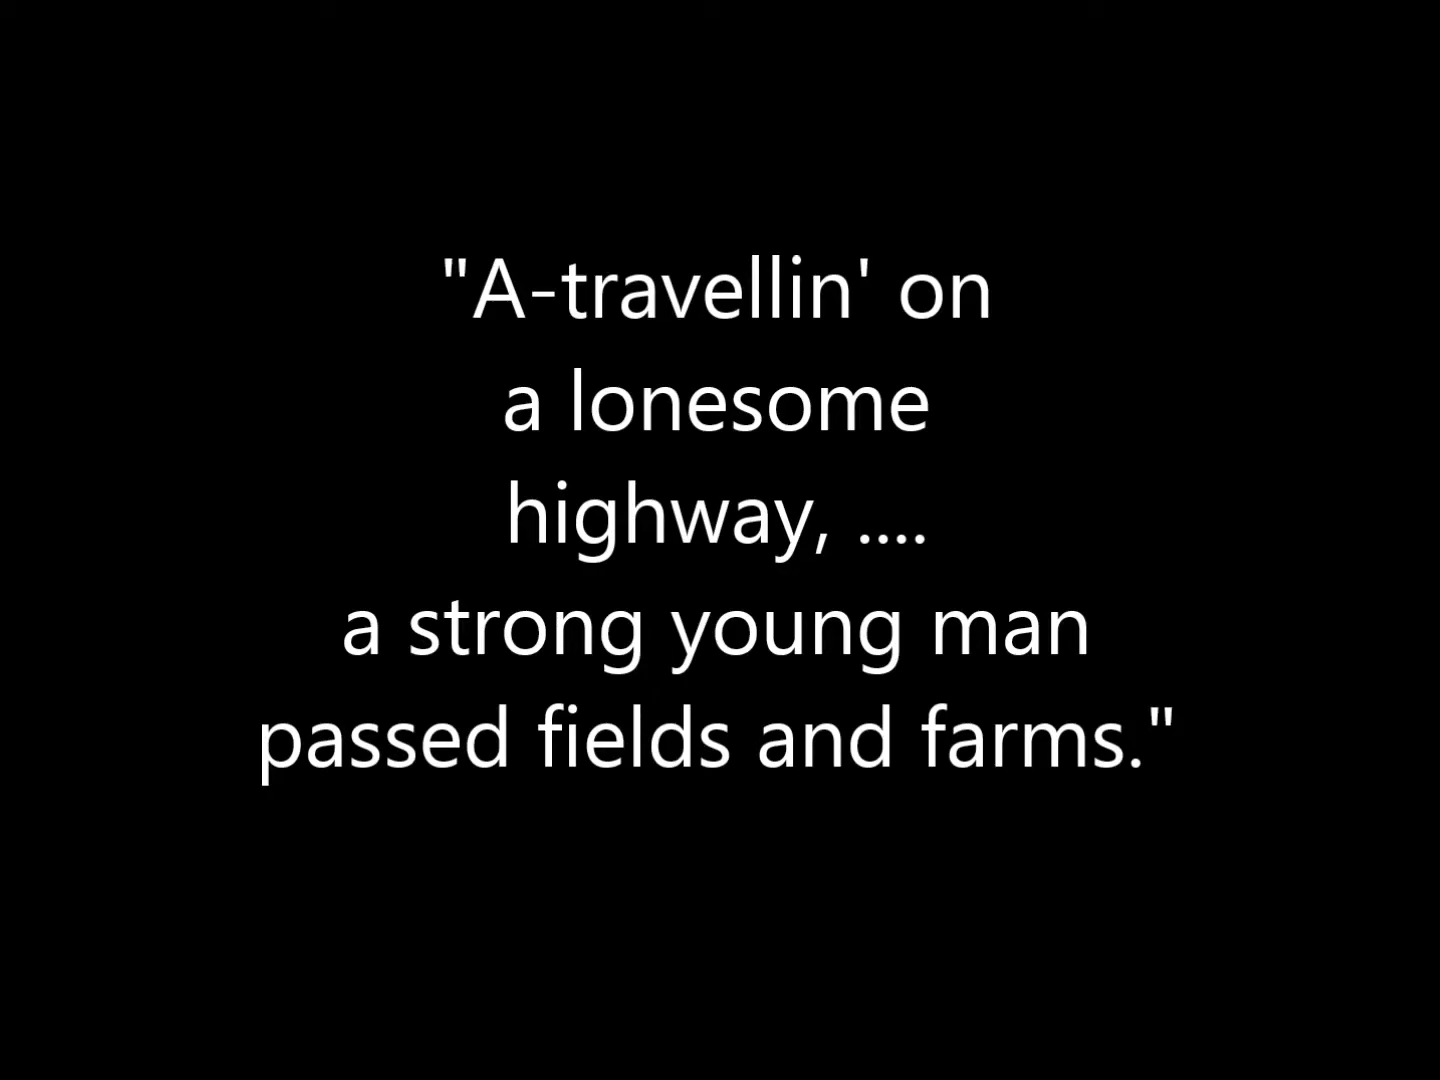 "A-travellin' on
a lonesome
highway, ....
a strong young man
passed fields and farms."